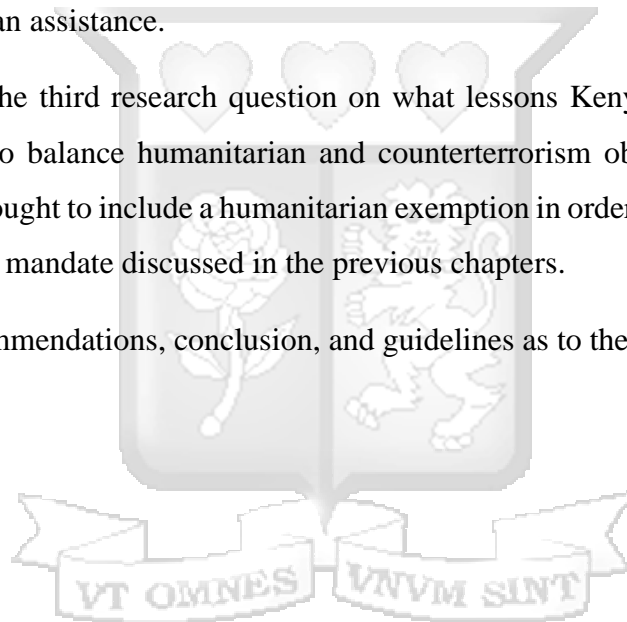 an assistance.
he third research question on what lessons Keny
o balance humanitarian and counterterrorism ob
ought to include a humanitarian exemption in order
mandate discussed in the previous chapters.
mmendations, conclusion, and guidelines as to the
VT OMNES VNVM SINT